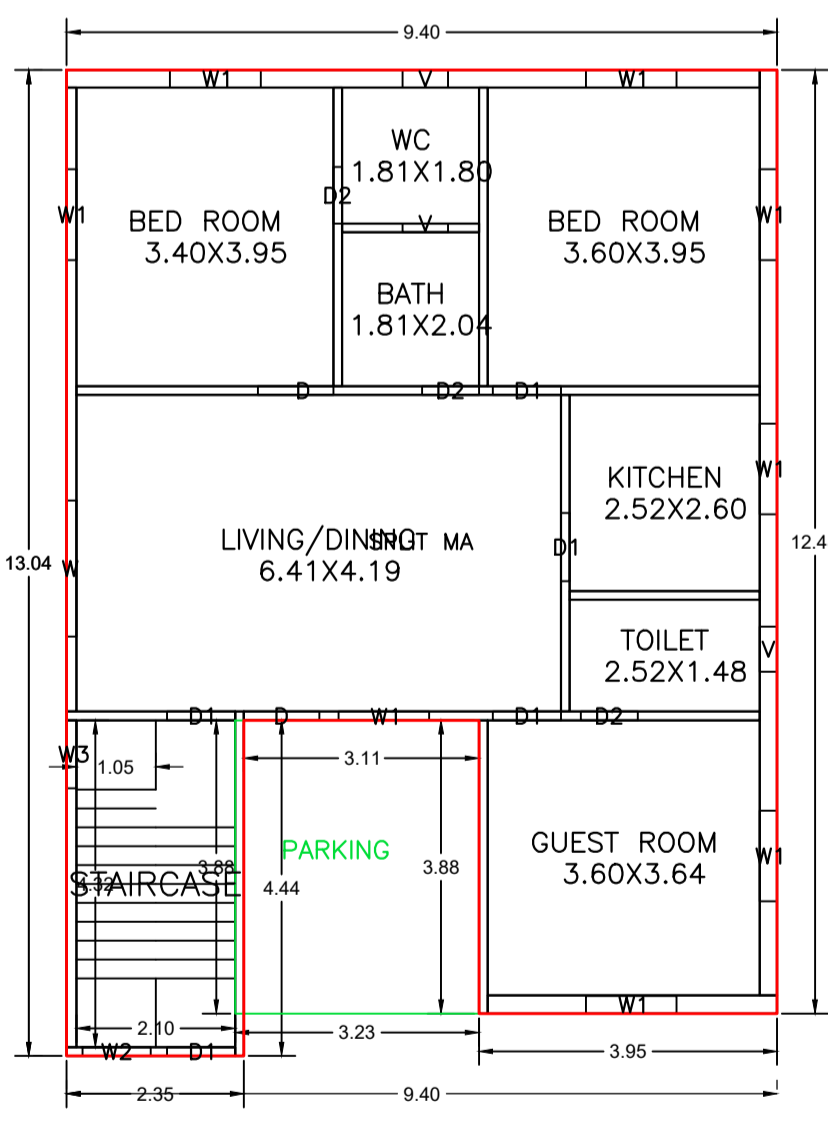 9.40
W1
V
W1
WC
1.81X1.80
D2
W1
BED ROOM
3.40X3.95
BED ROOM
3.60X3.95
W1
V
BATH
1.81X2.04
D
D2
D1
W1
KITCHEN
2.52X2.60
LIVING/DINING
6.41X4.19
MA
D1
12.4
13.04
W
TOILET
2.52X1.48
V
D1
D
W1
D1
D2
W3
1.05
3.11
PARKING
GUEST ROOM
3.60X3.64
W1
3.88
3.88
4.44
4.32
STAIRCASE
W1
2.10
3.23
W2
D1
3.95
2.35
9.40